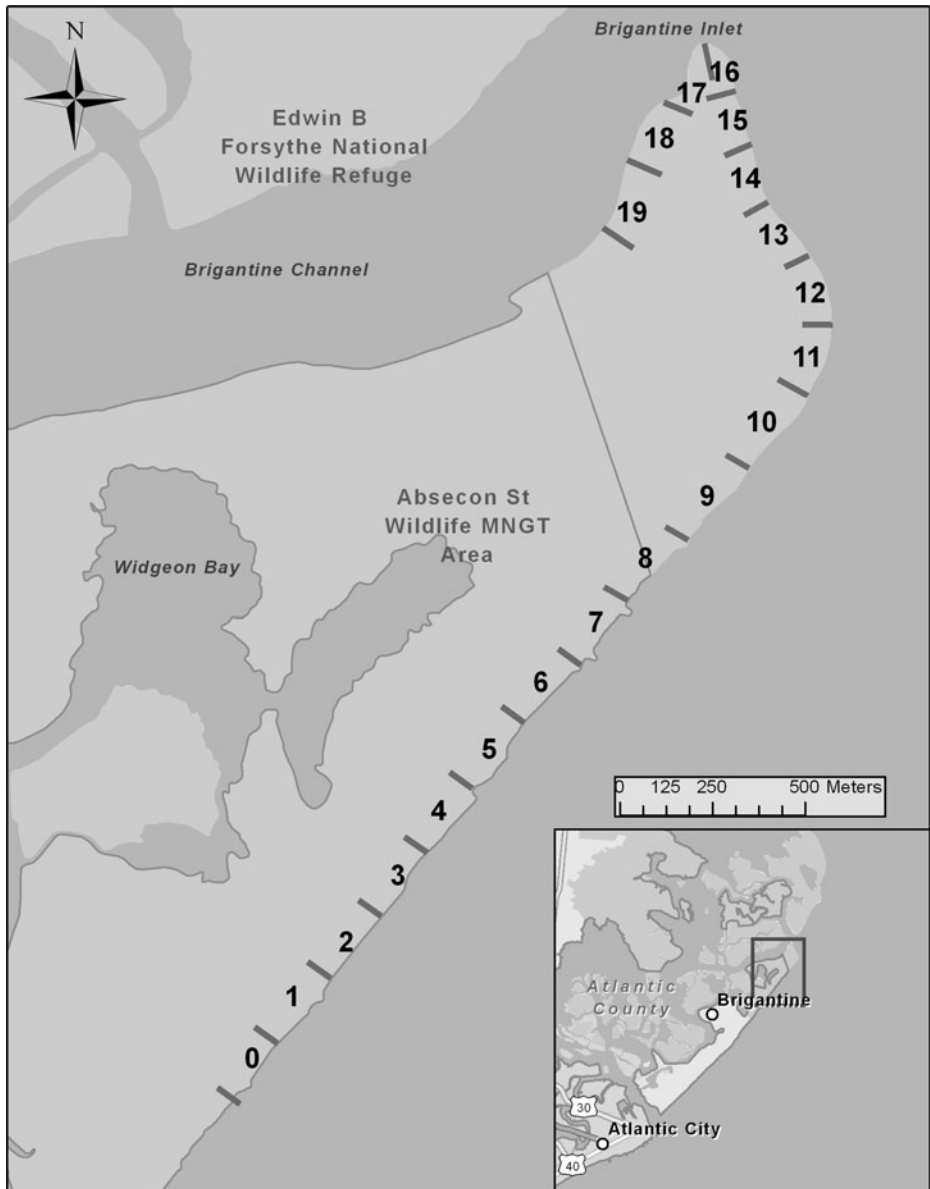 Brigantine Inlet
N
16
17
15
Edwin B
Forsythe National
Wildlife Refuge
18
14
19
13
Brigantine Channel
12
11
10
Absecon St
Wildlife MNGT
Area
9
Widgeon Bay
8
7
6
5
0 125 250 500 Meters
4
3
2
1
0
Atlantic
County
Brigantine
30
Atlantic City
40